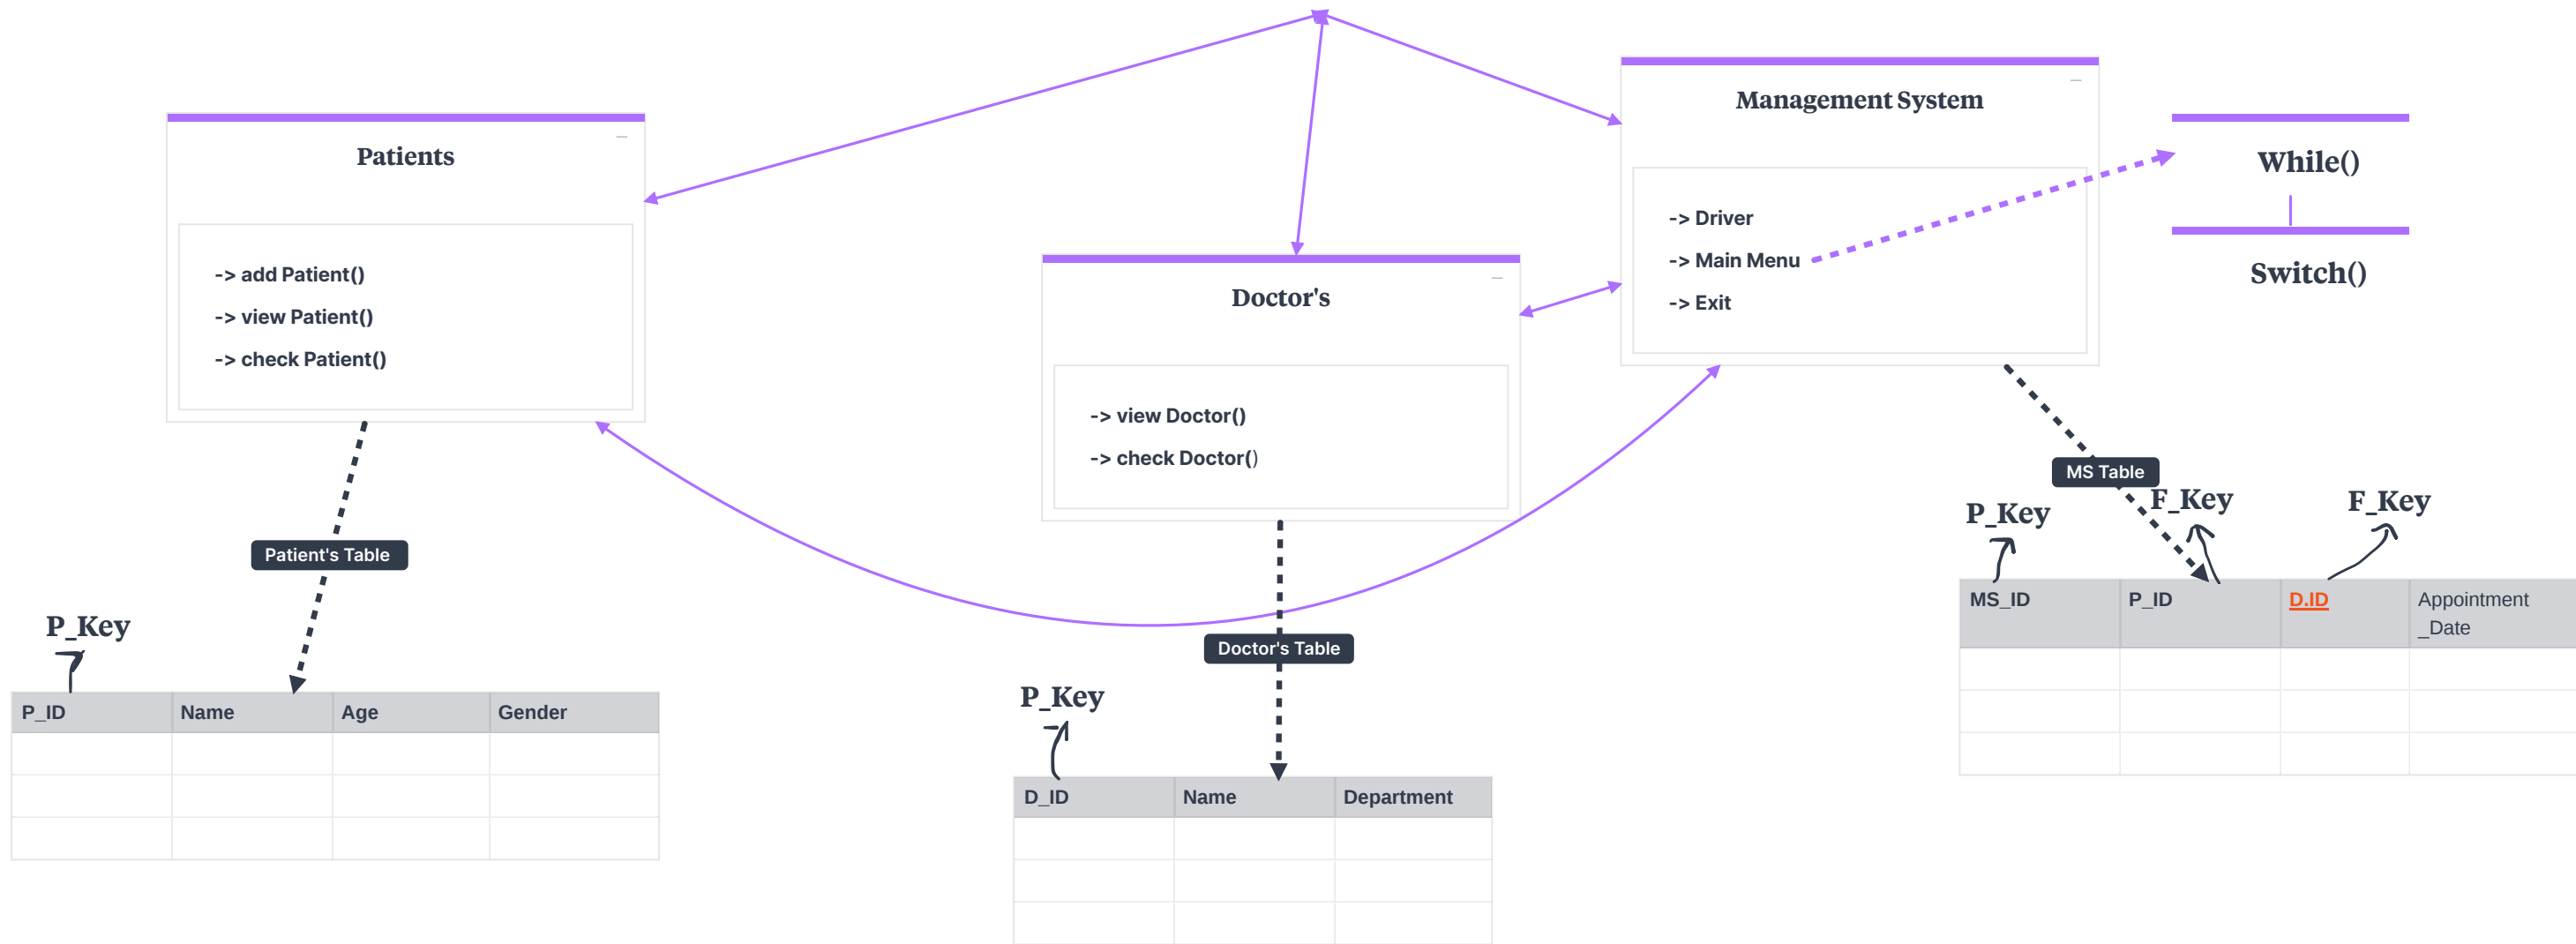 Patients
-> add Patient()
-> view Patient()
-> check Patient()
Patient's Table
P_Key
P_ID Name Age Gender
Doctor's
-> view Doctor()
-> check Doctor()
Doctor's Table
P_Key
D_ID Name Department
Management System
-> Driver
-> Main Menu
-> Exit
While()
Switch()
MS Table
P_Key
F_Key
F_Key
MS_ID P_ID D.ID Appointment
_Date